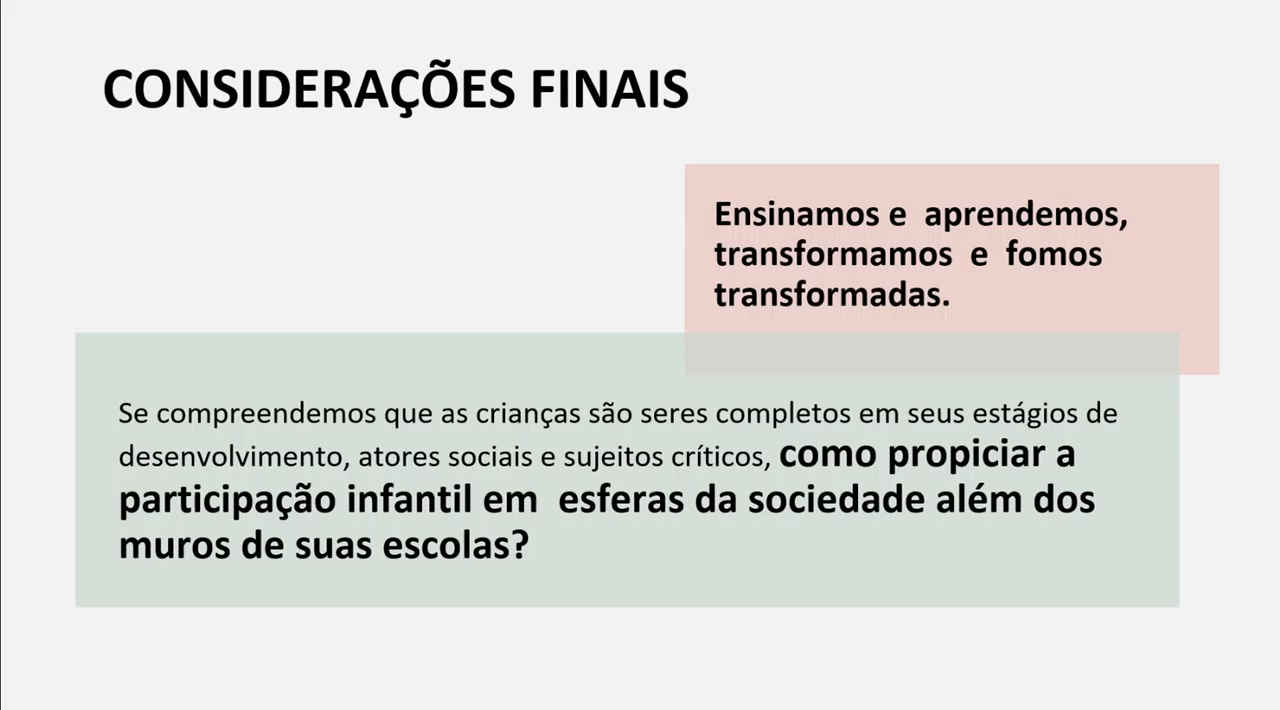 CONSIDERAÇÕES FINAIS
Ensinamos e aprendemos,
transformamos e fomos
transformadas.
Se compreendemos que as crianças são seres completos em seus estágios de
desenvolvimento, atores sociais e sujeitos críticos, como propiciar a
participação infantil em esferas da sociedade além dos
muros de suas escolas?